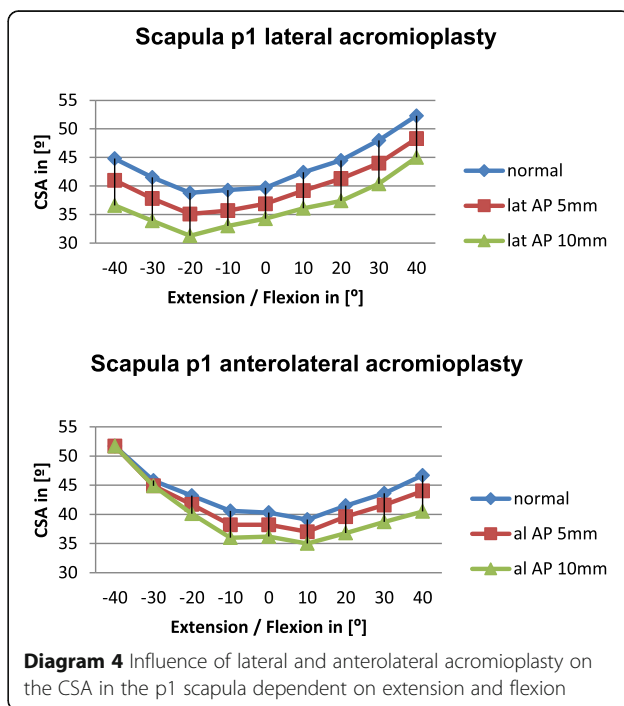 Scapula p1 lateral acromioplasty
CSA in [º]
55
50
45
40
35
30
-40 -30 -20 -10 0 10 20 30 40
Extension / Flexion in [º]
normal
lat AP 5mm
lat AP 10mm
Scapula p1 anterolateral acromioplasty
CSA in [º]
55
50
45
40
35
30
-40 -30 -20 -10 0 10 20 30 40
Extension / Flexion in [º]
normal
al AP 5mm
al AP 10mm
Diagram 4 Influence of lateral and anterolateral acromioplasty on
the CSA in the p1 scapula dependent on extension and flexion